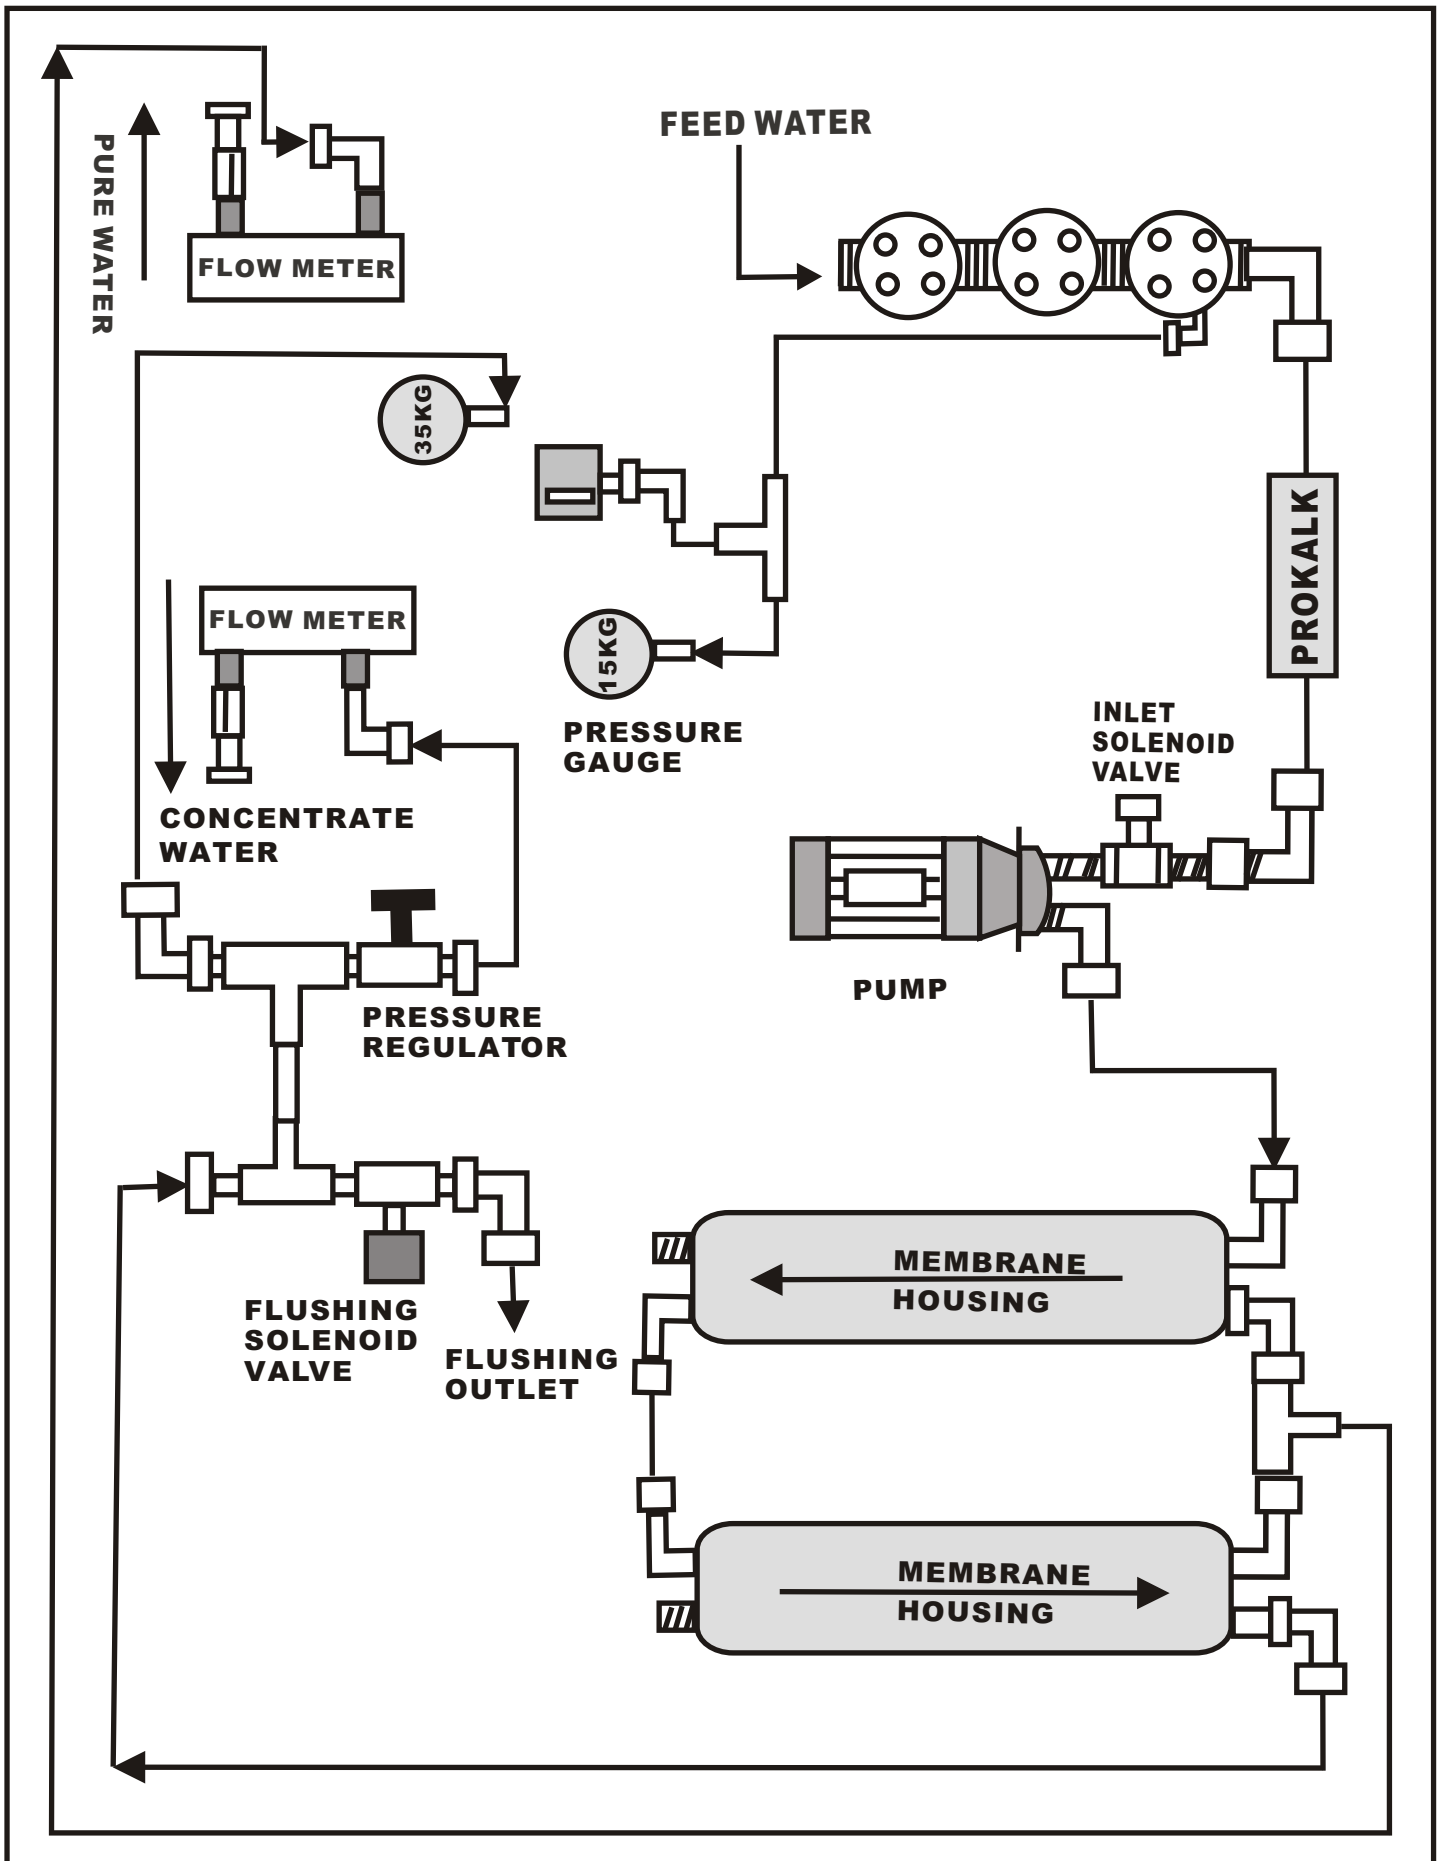 FEED WATER
PURE WATER
FLOW METER
35KG
PROKALK
FLOW METER
15KG
PRESSURE
GAUGE
INLET
SOLENOID
VALVE
CONCENTRATE
WATER
PUMP
PRESSURE
REGULATOR
MEMBRANE
HOUSING
FLUSHING
SOLENOID
VALVE
FLUSHING
OUTLET
MEMBRANE
HOUSING